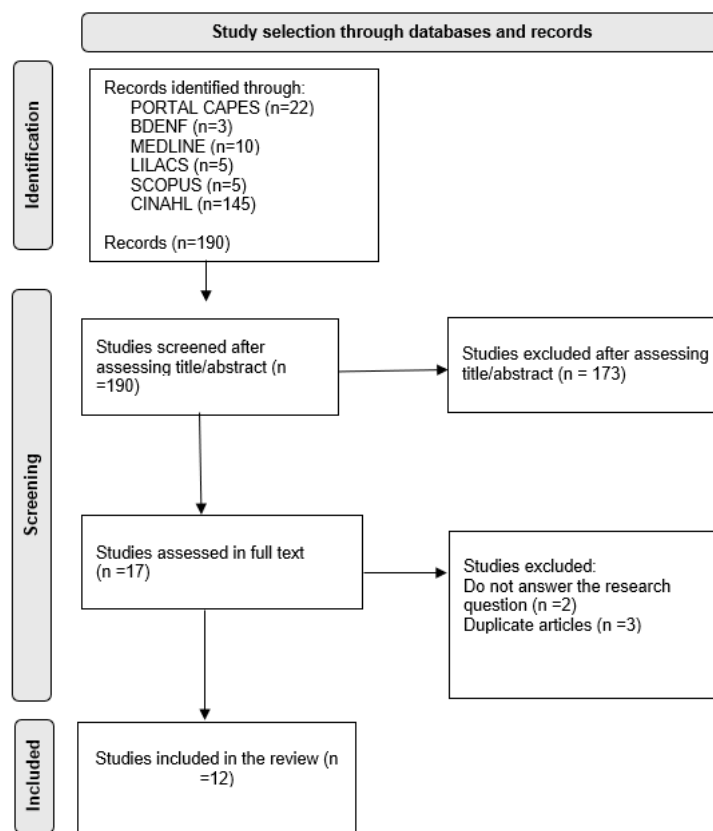 Study selection through databases and records
Identification
Records identified through:
PORTAL CAPES (n=22)
BDENF (n=3)
MEDLINE (n=10)
LILACS (n=5)
SCOPUS (n=5)
CINAHL (n=145)
Records (n=190)
Screening
Studies screened after
assessing title/abstract (n
=190)
Studies excluded after assessing
title/abstract (n = 173)
Studies assessed in full text
(n =17)
Studies excluded:
Do not answer the research
question (n =2)
Duplicate articles (n =3)
Included
Studies included in the review (n
=12)